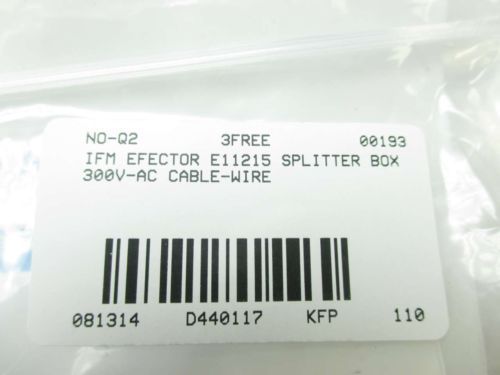 NO-Q2 3FREE 00193
IFM EFECTOR E11215 SPLITTER BOX
300V-AC CABLE-WIRE
081314 D440117 KFP 110